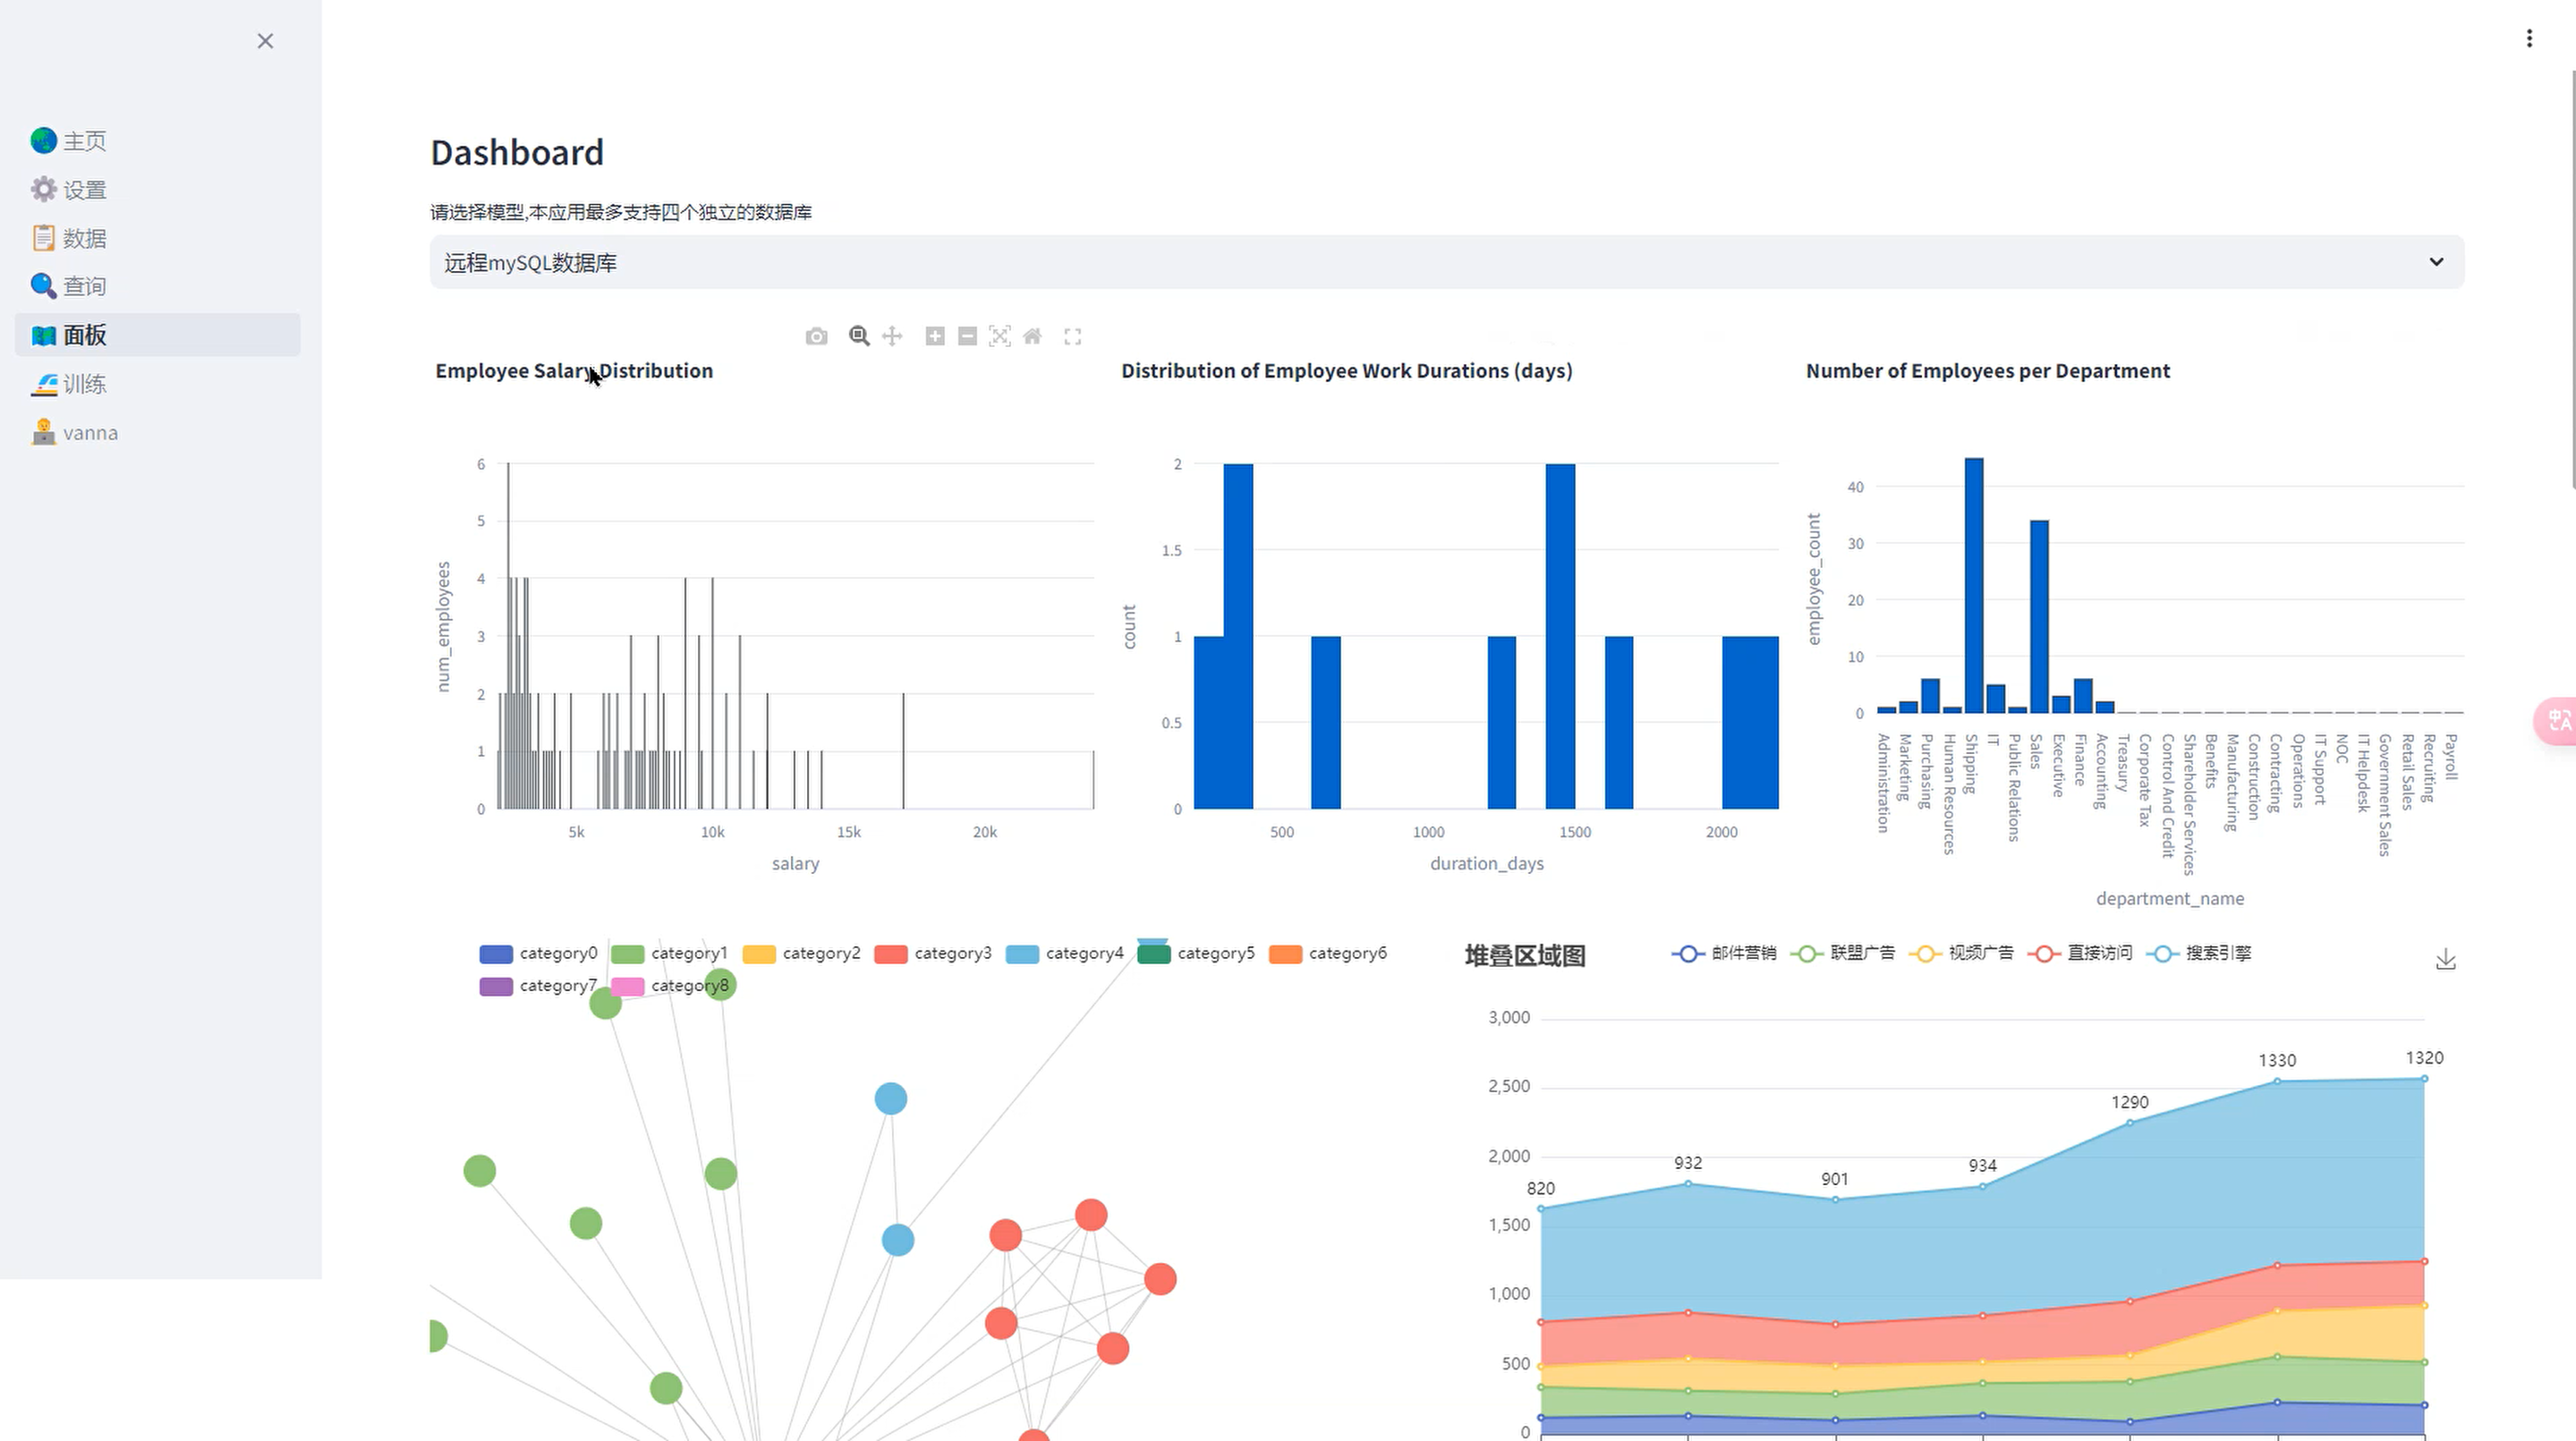 主页
设置
数据
查询
面板
训练
vanna
Dashboard
请选择模型,本应用最多支持四个独立的数据库
远程mySQL数据库
Employee Salary Distribution
6
5
4
3
2
1
0
num_employees
5k 10k 15k 20k
salary
Distribution of Employee Work Durations (days)
2
1.5
1
0.5
0
count
500 1000 1500 2000
duration_days
Number of Employees per Department
40
30
20
10
0
employee_count
Administration
Marketing
Purchasing
Human Resources
Shipping
IT
Public Relations
Sales
Executive
Finance
Accounting
Treasury
Corporate Tax
Control And Credit
Shareholder Services
Benefits
Manufacturing
Construction
Contracting
Operations
IT Support
NOC
IT Helpdesk
Government Sales
Retail Sales
Recruiting
Payroll
department_name
category0 category1 category2 category3 category4 category5 category6
category7 category8
堆叠区域图
邮件营销 联盟广告 视频广告 直接访问 搜索引擎
3,000
2,500
2,000
1,500
1,000
500
0
820 932 901 934 1290 1330 1320
中A